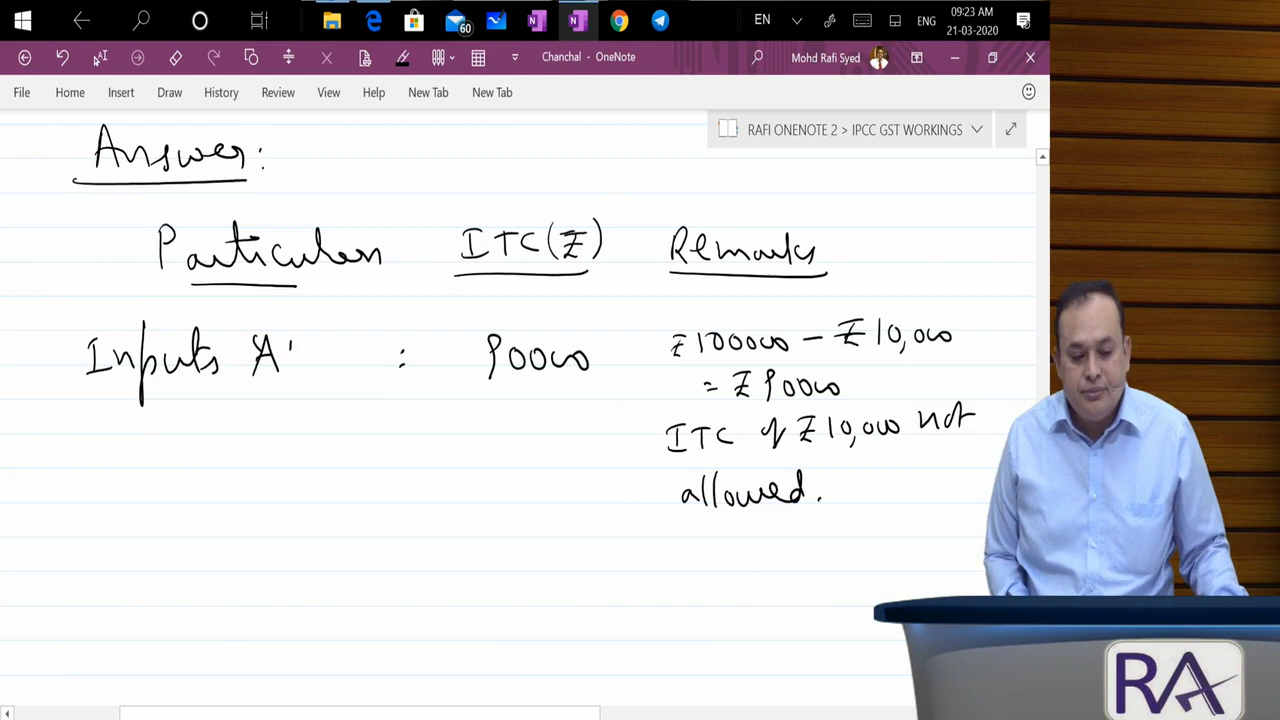 60
EN
ENG
09:23 AM
21-03-2020
Chanchal - OneNote
Mohd Rafi Syed
File Home Insert Draw History Review View Help New Tab New Tab
RAFI ONENOTE 2 > IPCC GST WORKINGS
Answer:
Particulars ITC(₹) Remarks
Inputs 'A' : 90000 ₹100000 - ₹10,000
= ₹90000
ITC of ₹10,000 not
allowed.
RA